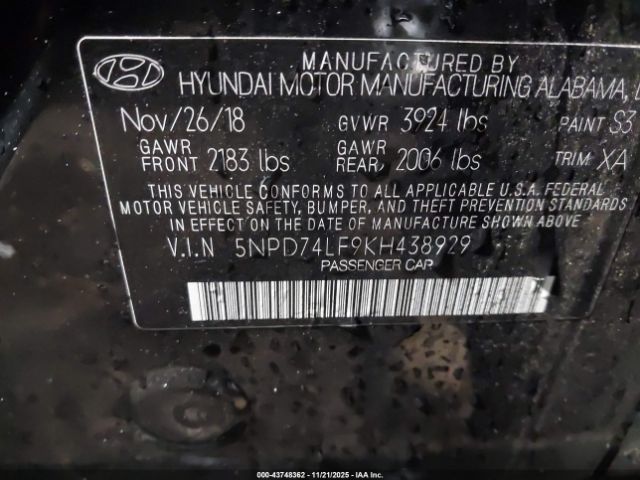 MANUFACTURED BY
HYUNDAI MOTOR MANUFACTURING ALABAMA,
Nov/26/18 GVWR 3924 lbs PAINT S3
GAWR FRONT 2183 lbs GAWR REAR 2006 lbs TRIM: XA
THIS VEHICLE CONFORMS TO ALL APPLICABLE U.S.A. FEDERAL
MOTOR VEHICLE SAFETY, BUMPER, AND THEFT PREVENTION STANDARDS
IN EFFECT ON THE DATE OF MANUFACTURE SHOWN ABOVE
V.I.N 5NPD74LF9KH438929
PASSENGER CAR
000-43748362 - 11/21/2025 - IAA Inc.